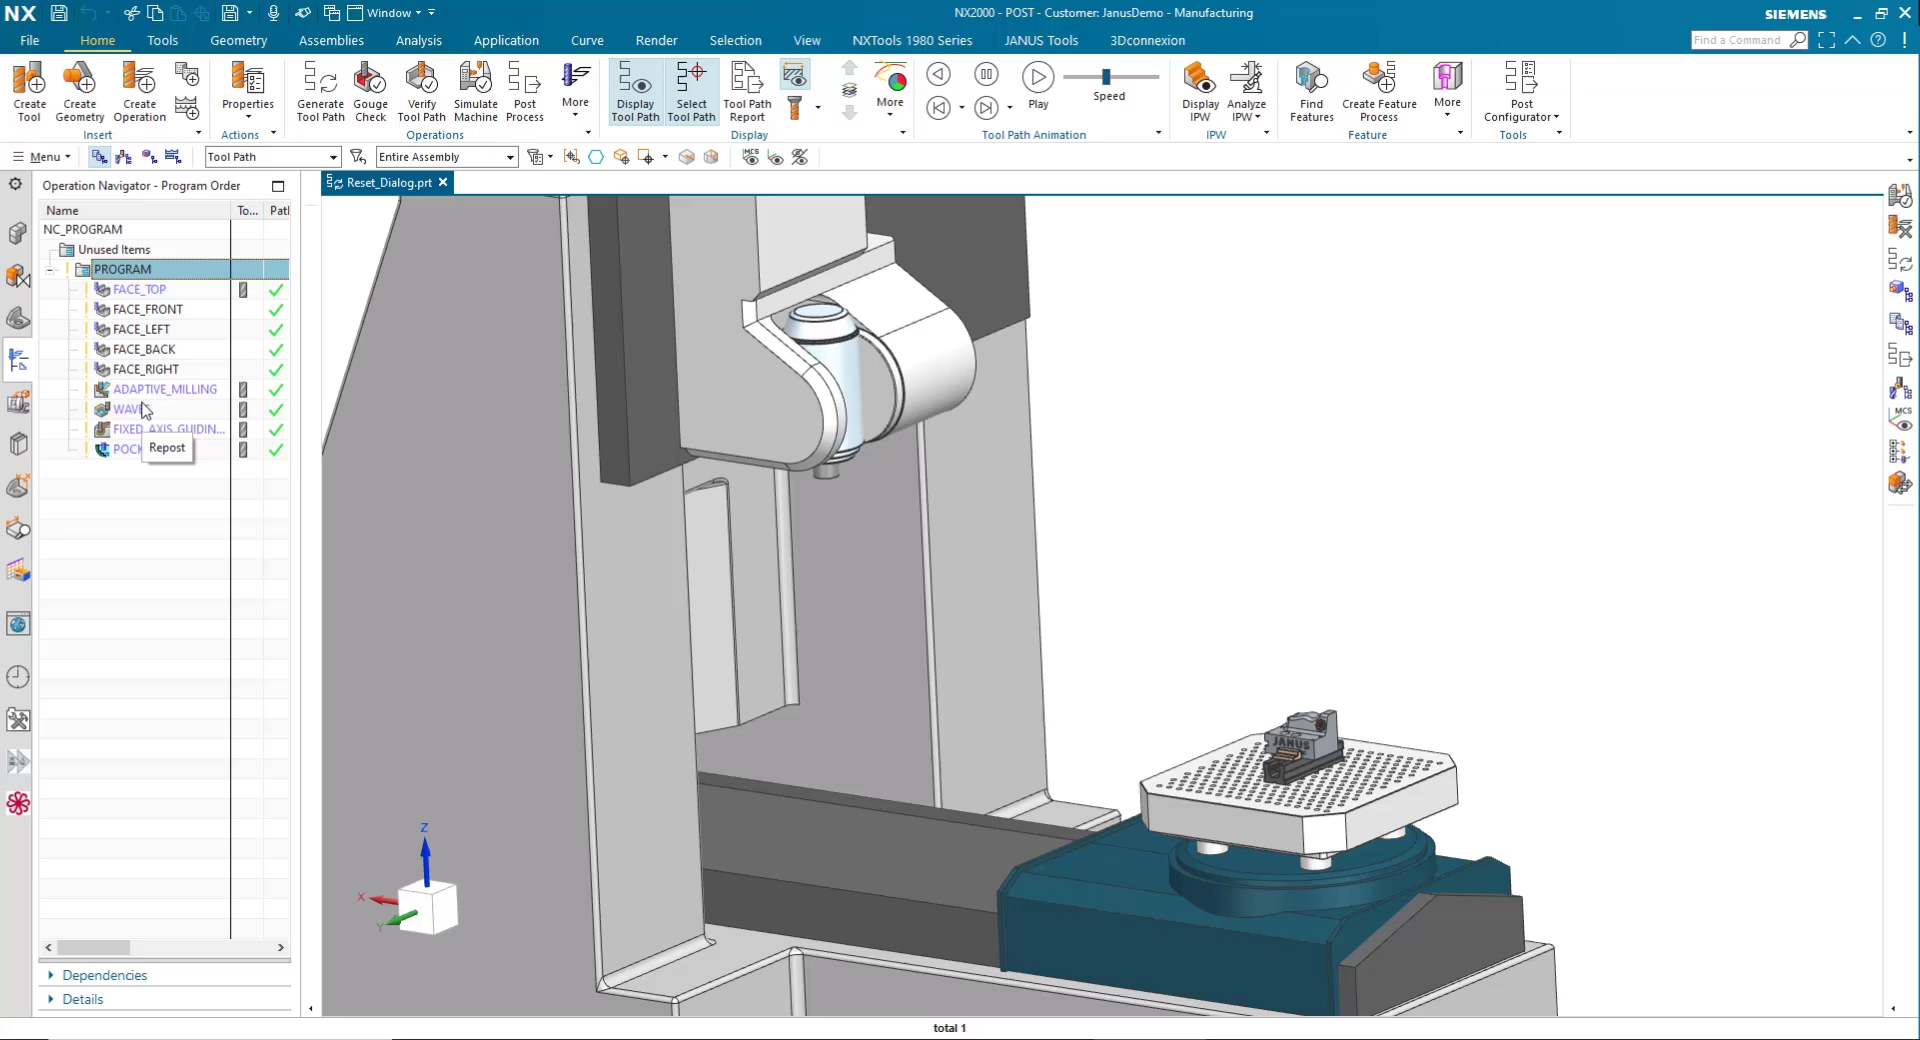 NX
Window
NX2000 - POST - Customer: JanusDemo - Manufacturing
SIEMENS
File
Home
Tools
Geometry
Assemblies
Analysis
Application
Curve
Render
Selection
View
NXTools 1980 Series
JANUS Tools
3Dconnexion
Find a Command
Create Tool
Create Geometry
Create Operation
Insert
Properties
Actions
Generate Tool Path
Gouge Check
Verify Tool Path
Simulate Machine
Post Process
More
Operations
Display Tool Path
Select Tool Path
Tool Path Report
More
Display
Play
Speed
Tool Path Animation
Display IPW
Analyze IPW
IPW
Find Features
Create Feature Process
More
Feature
Post Configurator
Tools
Menu
Tool Path
Entire Assembly
MCS
Operation Navigator - Program Order
Reset_Dialog.prt
Name To... Patl
NC_PROGRAM
Unused Items
PROGRAM
FACE_TOP
FACE_FRONT
FACE_LEFT
FACE_BACK
FACE_RIGHT
ADAPTIVE_MILLING
WAV
FIXED_AXIS_GUIDIN...
POCK
Repost
MCS
JANUS
Z
X
Y
Dependencies
Details
total 1